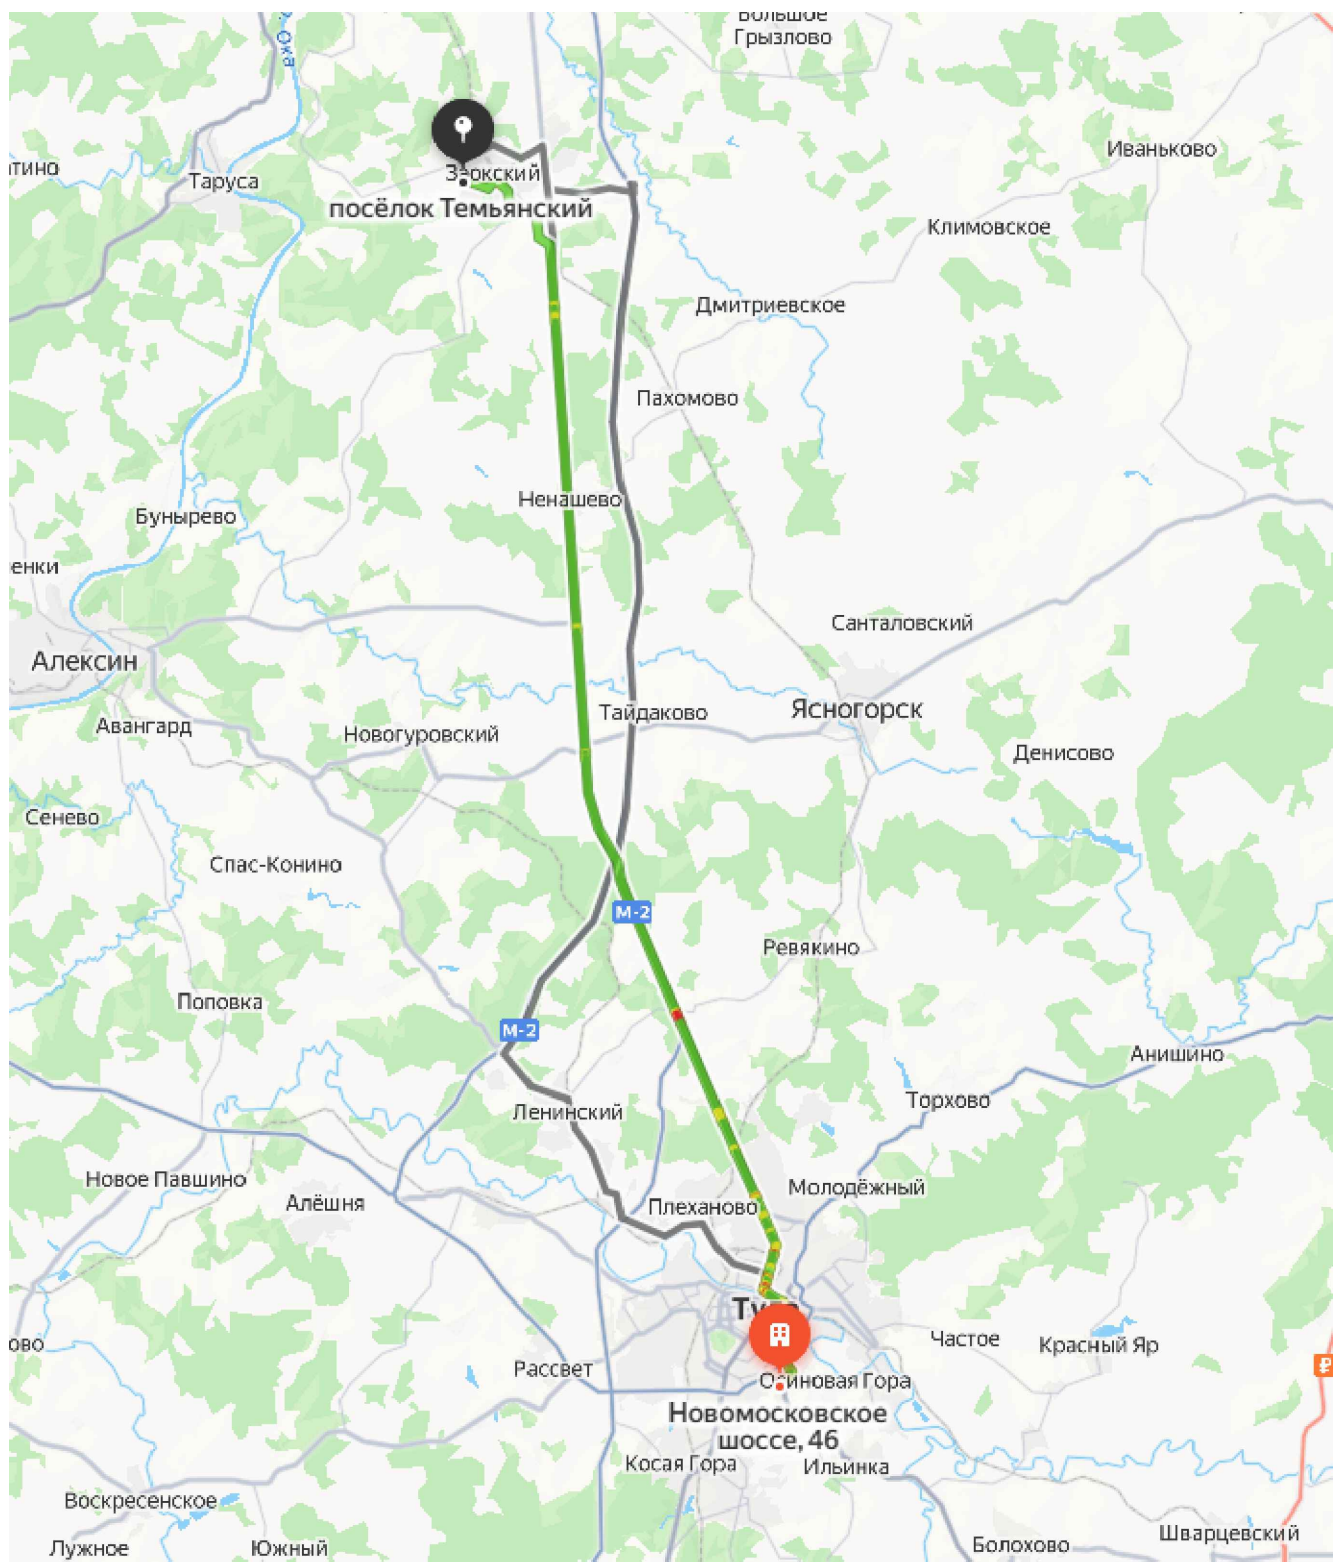 Большое
Грызлово
р. Ока
Иваньково
Таруса
посёлок Темьянский
Климовское
Дмитриевское
Пахомово
Ненашево
Бунырево
енки
Санталовский
Алексин
Тайдаково
Ясногорск
Авангард
Новогуровский
Денисово
Сенево
Спас-Конино
М-2
Ревякино
Поповка
М-2
Анишино
Торхово
Ленинский
Новое Павшино
Молодёжный
Алёшня
Плеханово
Частое
Красный Яр
ово
₽
Рассвет
Осиновая Гора
Новомосковское
шоссе, 46
Косая Гора
Ильинка
Воскресенское
Шварцевский
Лужное
Южный
Болохово